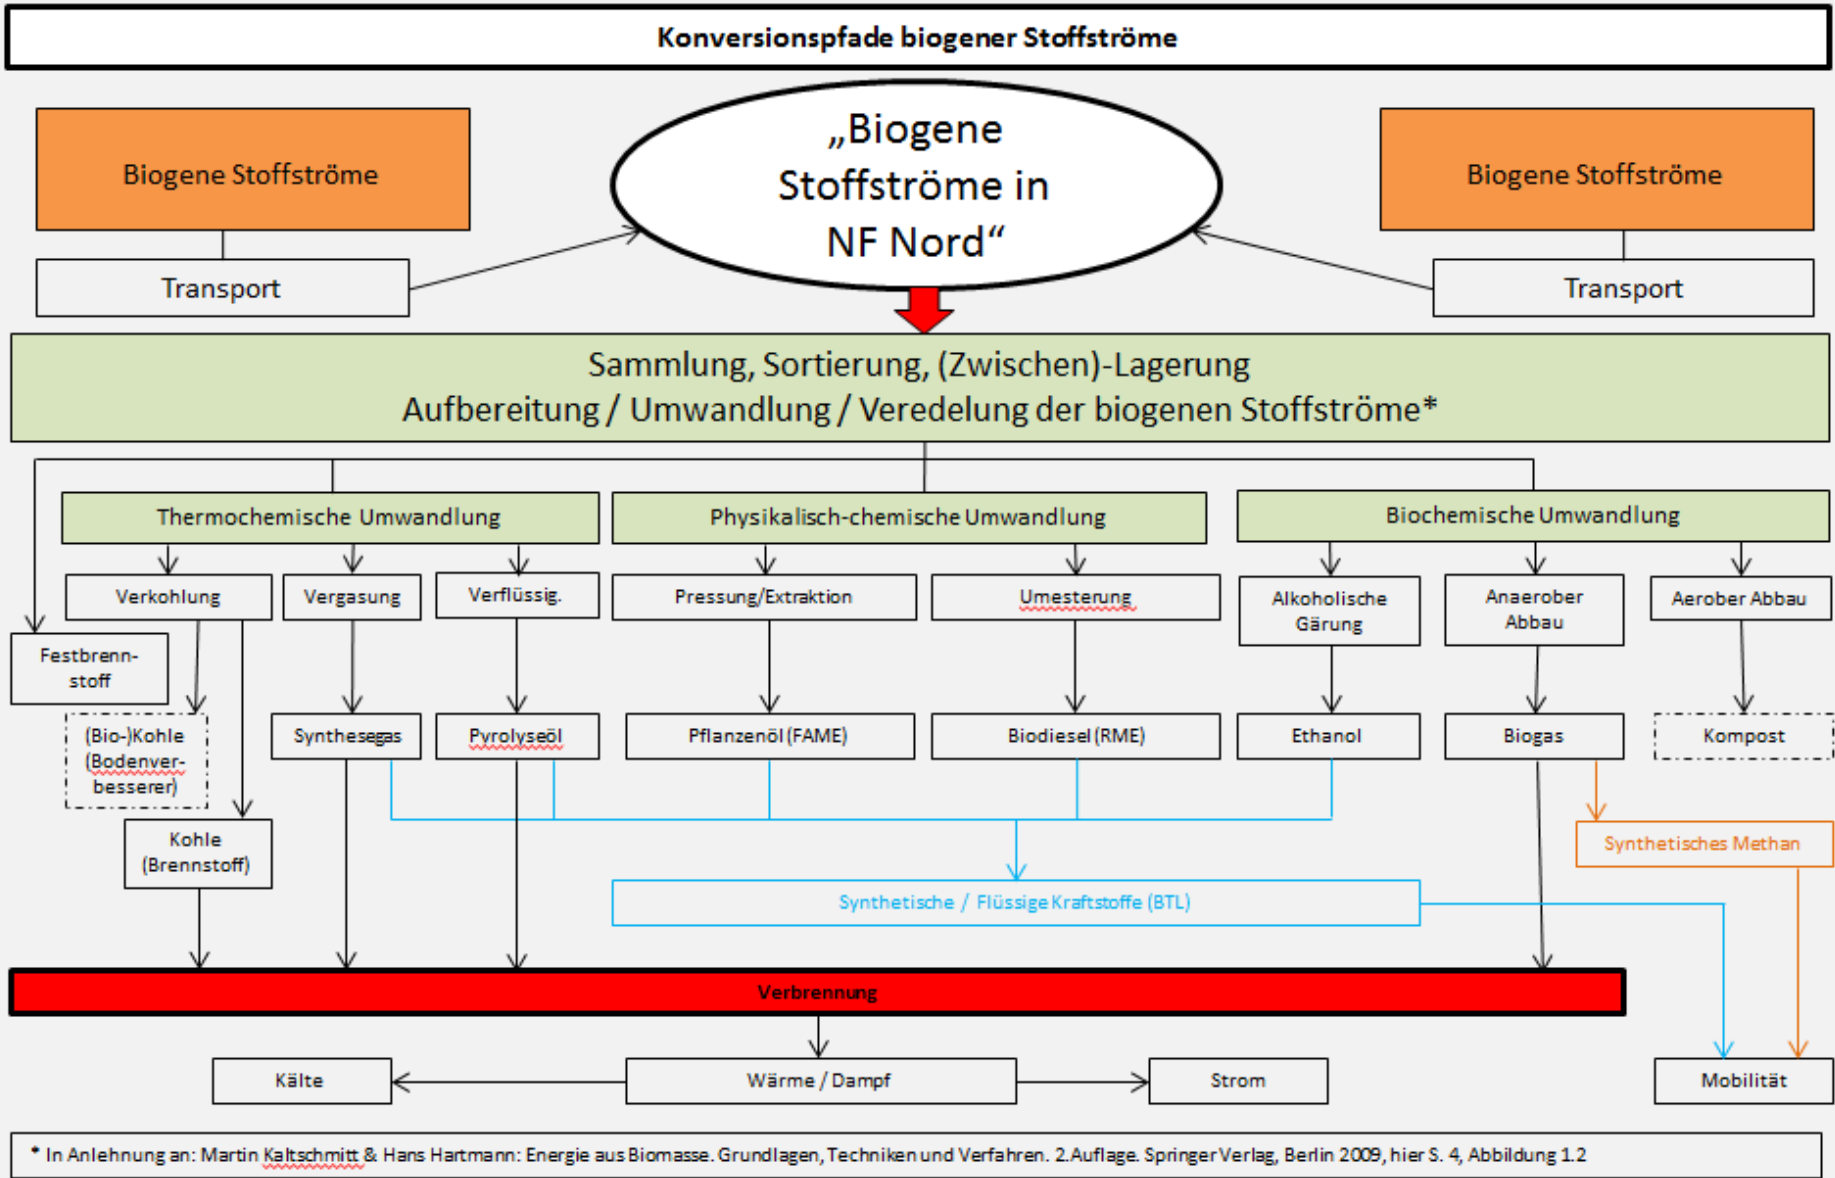 Konversionspfade biogener Stoffströme
Biogene Stoffströme
„Biogene
Stoffströme in
NF Nord“
Biogene Stoffströme
Transport
Transport
Sammlung, Sortierung, (Zwischen)-Lagerung
Aufbereitung / Umwandlung / Veredelung der biogenen Stoffströme*
Thermochemische Umwandlung
Physikalisch-chemische Umwandlung
Biochemische Umwandlung
Verkohlung
Vergasung
Verflüssig.
Pressung/Extraktion
Umesterung
Alkoholische
Gärung
Anaerober
Abbau
Aerober Abbau
Festbrenn-
stoff
(Bio-)Kohle
(Bodenver-
besserer)
Synthesegas
Pyrolyseöl
Pflanzenöl (FAME)
Biodiesel (RME)
Ethanol
Biogas
Kompost
Kohle
(Brennstoff)
Synthetisches Methan
Synthetische / Flüssige Kraftstoffe (BTL)
Verbrennung
Kälte
Wärme / Dampf
Strom
Mobilität
* In Anlehnung an: Martin Kaltschmitt & Hans Hartmann: Energie aus Biomasse. Grundlagen, Techniken und Verfahren. 2.Auflage. Springer Verlag, Berlin 2009, hier S. 4, Abbildung 1.2